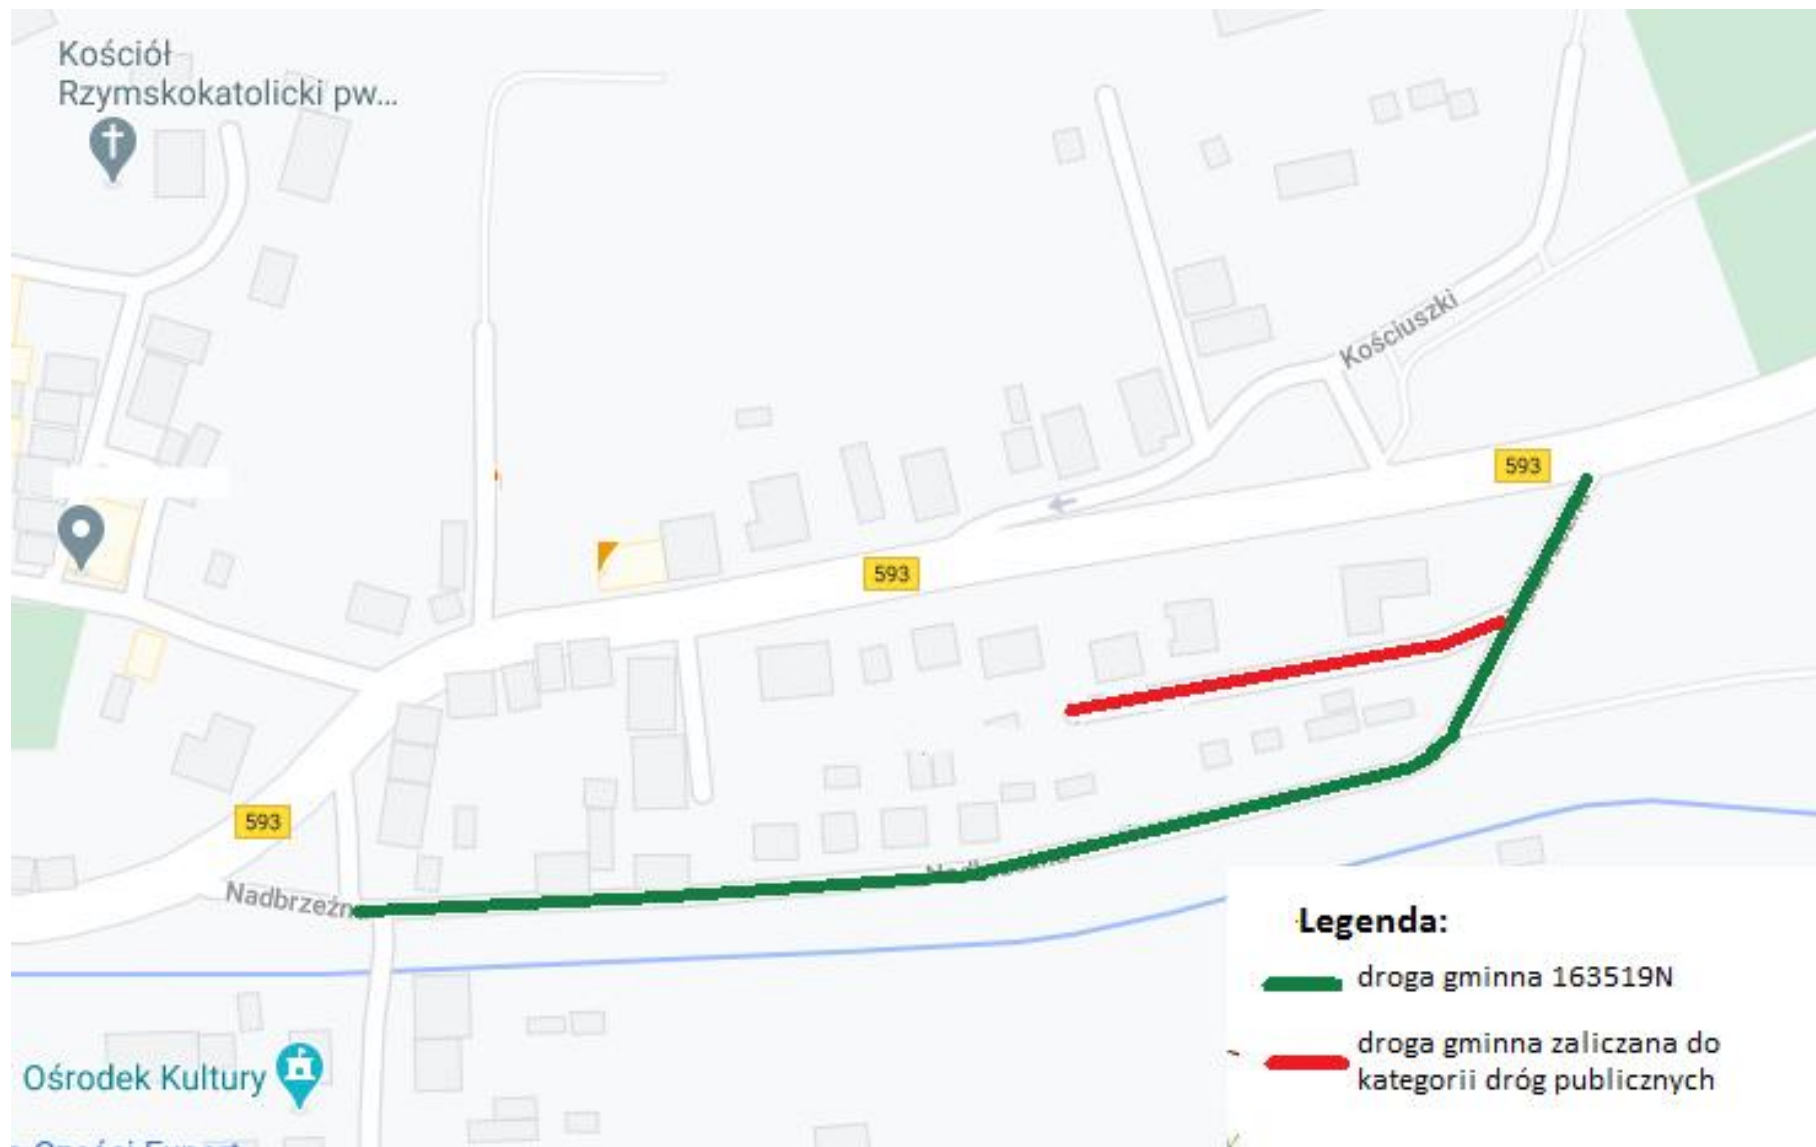 Kościół
Rzymskokatolicki pw...
Kościuszki
593
593
593
Nadbrzeżn
Legenda:
droga gminna 163519N
droga gminna zaliczana do
kategorii dróg publicznych
Ośrodek Kultury